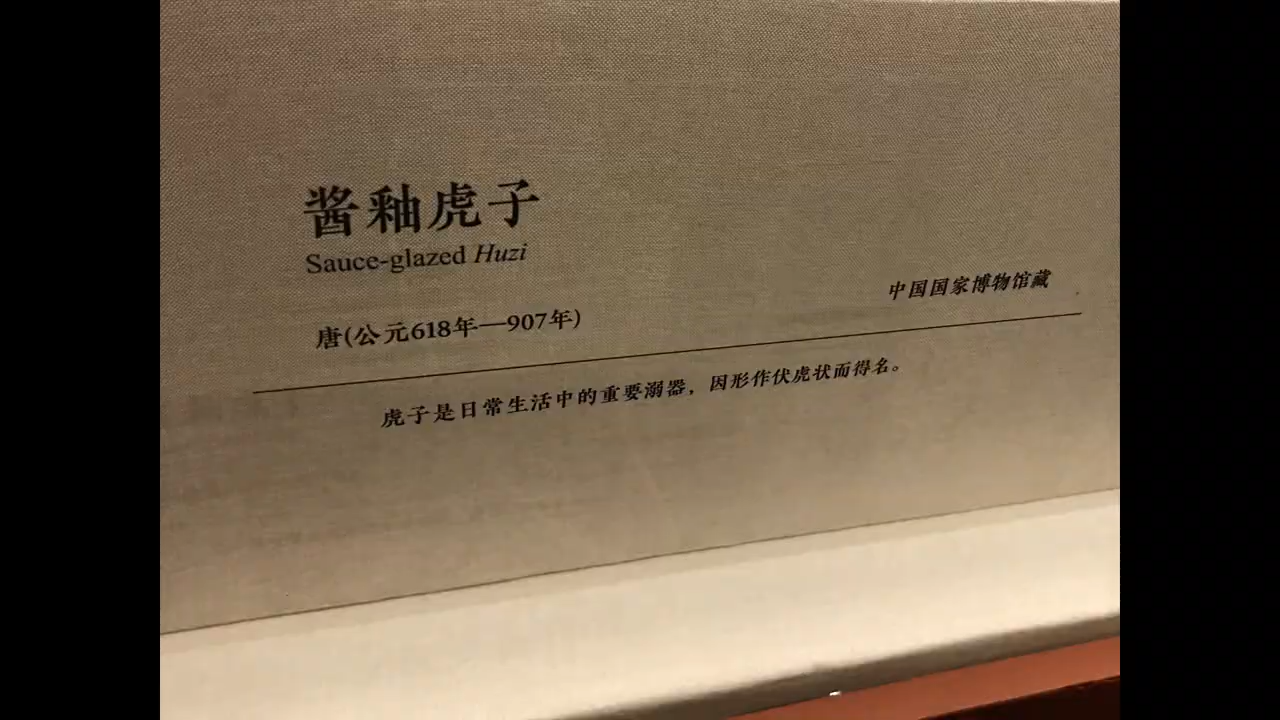 酱釉虎子
Sauce-glazed Huzi
唐(公元618年—907年)
中国国家博物馆藏
虎子是日常生活中的重要溺器，因形作伏虎状而得名。